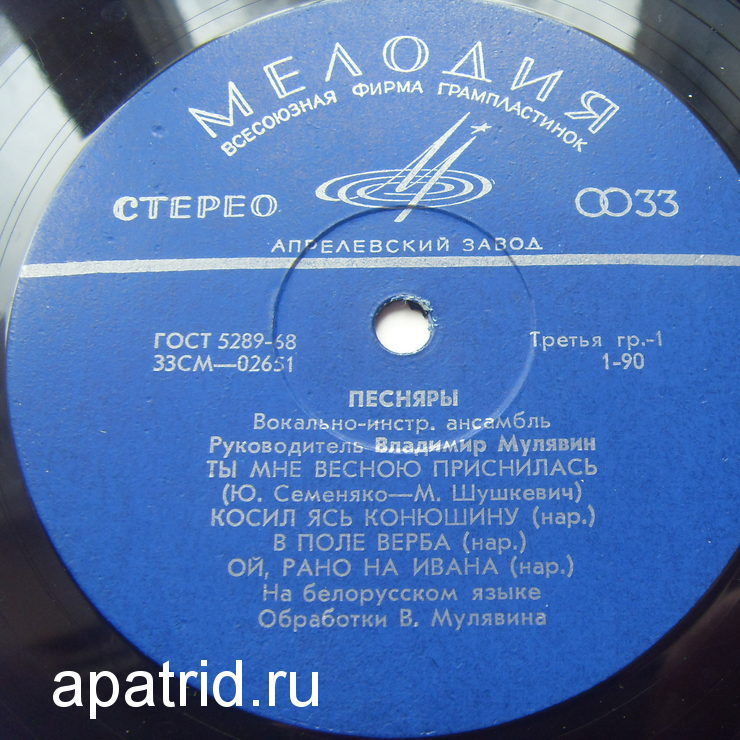 МЕЛОДИЯ
ВСЕСОЮЗНАЯ ФИРМА ГРАМПЛАСТИНОК
СТЕРЕО 33
АПРЕЛЕВСКИЙ ЗАВОД
ГОСТ 5289-68 Третья гр.-1
33СМ—02651 1-90
ПЕСНЯРЫ
Вокально-инстр. ансамбль
Руководитель Владимир Мулявин
ТЫ МНЕ ВЕСНОЮ ПРИСНИЛАСЬ
(Ю. Семеняко—М. Шушкевич)
КОСИЛ ЯСЬ КОНЮШИНУ (нар.)
В ПОЛЕ ВЕРБА (нар.)
ОЙ, РАНО НА ИВАНА (нар.)
На белорусском языке
Обработки В. Мулявина
apatrid.ru